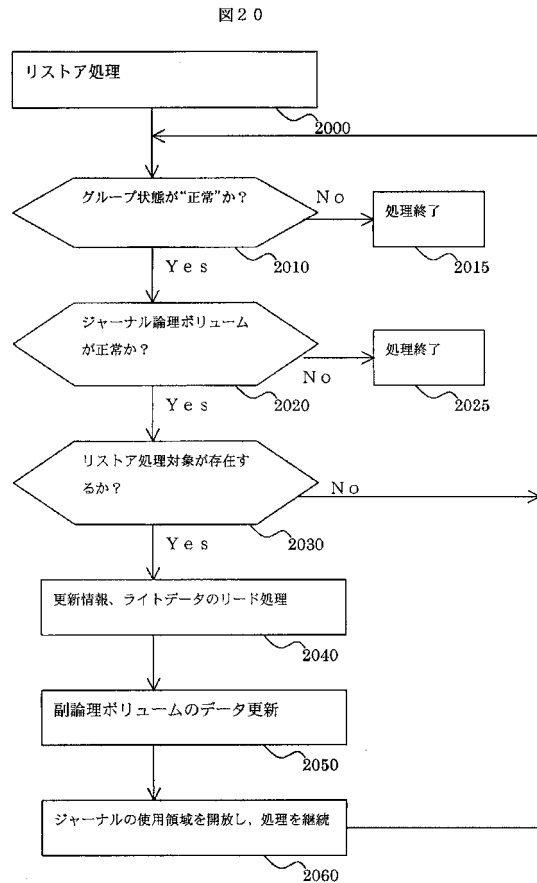 図20
リストア処理
2000
グループ状態が“正常”か？
No
処理終了
2010
2015
Yes
ジャーナル論理ボリューム
が正常か？
No
処理終了
2020
2025
Yes
リストア処理対象が存在す
るか？
No
2030
Yes
更新情報、ライトデータのリード処理
2040
副論理ボリュームのデータ更新
2050
ジャーナルの使用領域を開放し、処理を継続
2060